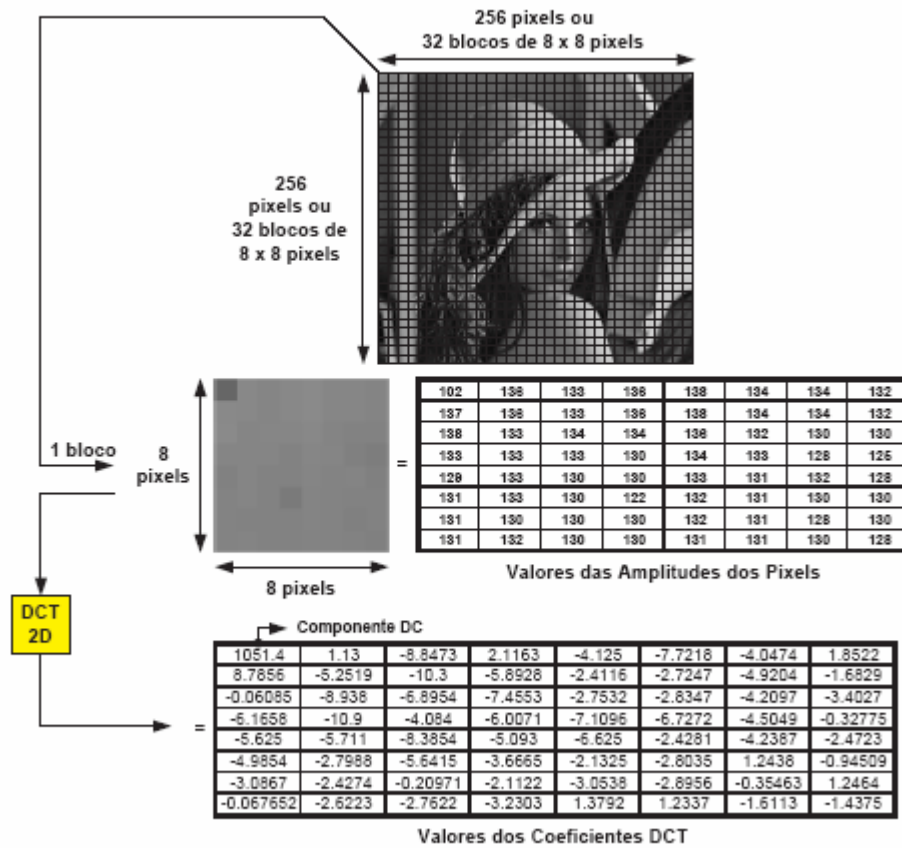 256 pixels ou
32 blocos de 8 x 8 pixels
256
pixels ou
32 blocos de
8 x 8 pixels
1 bloco
8
pixels
=
102 136 133 136 138 134 134 132
137 136 133 136 138 134 134 132
138 133 134 134 136 132 130 130
133 133 133 130 134 133 128 125
129 133 130 130 133 131 132 128
131 133 130 122 132 131 130 130
131 130 130 130 132 131 128 130
131 132 130 130 131 131 130 128
8 pixels
Valores das Amplitudes dos Pixels
DCT
2D
Componente DC
=
1051.4 1.13 -8.8473 2.1163 -4.125 -7.7218 -4.0474 1.8522
8.7856 -5.2519 -10.3 -5.8928 -2.4116 -2.7247 -4.9204 -1.6829
-0.06085 -8.938 -6.8954 -7.4553 -2.7532 -2.8347 -4.2097 -3.4027
-6.1658 -10.9 -4.084 -6.0071 -7.1096 -6.7272 -4.5049 -0.32775
-5.625 -5.711 -8.3854 -5.093 -6.625 -2.4281 -4.2387 -2.4723
-4.9854 -2.7988 -5.6415 -3.6665 -2.1325 -2.8035 1.2438 -0.94509
-3.0867 -2.4274 -0.20971 -2.1122 -3.0538 -2.8956 -0.35463 1.2464
-0.067652 -2.6223 -2.7622 -3.2303 1.3792 1.2337 -1.6113 -1.4375
Valores dos Coeficientes DCT